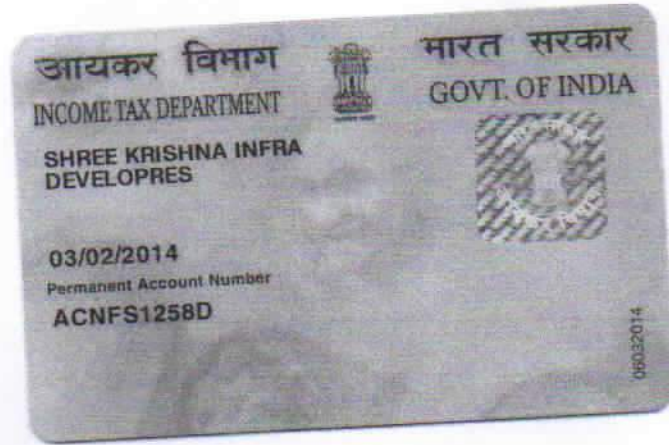 आयकर विभाग
भारत सरकार
INCOME TAX DEPARTMENT
GOVT. OF INDIA
SHREE KRISHNA INFRA
DEVELOPRES
03/02/2014
Permanent Account Number
ACNFS1258D
06032014